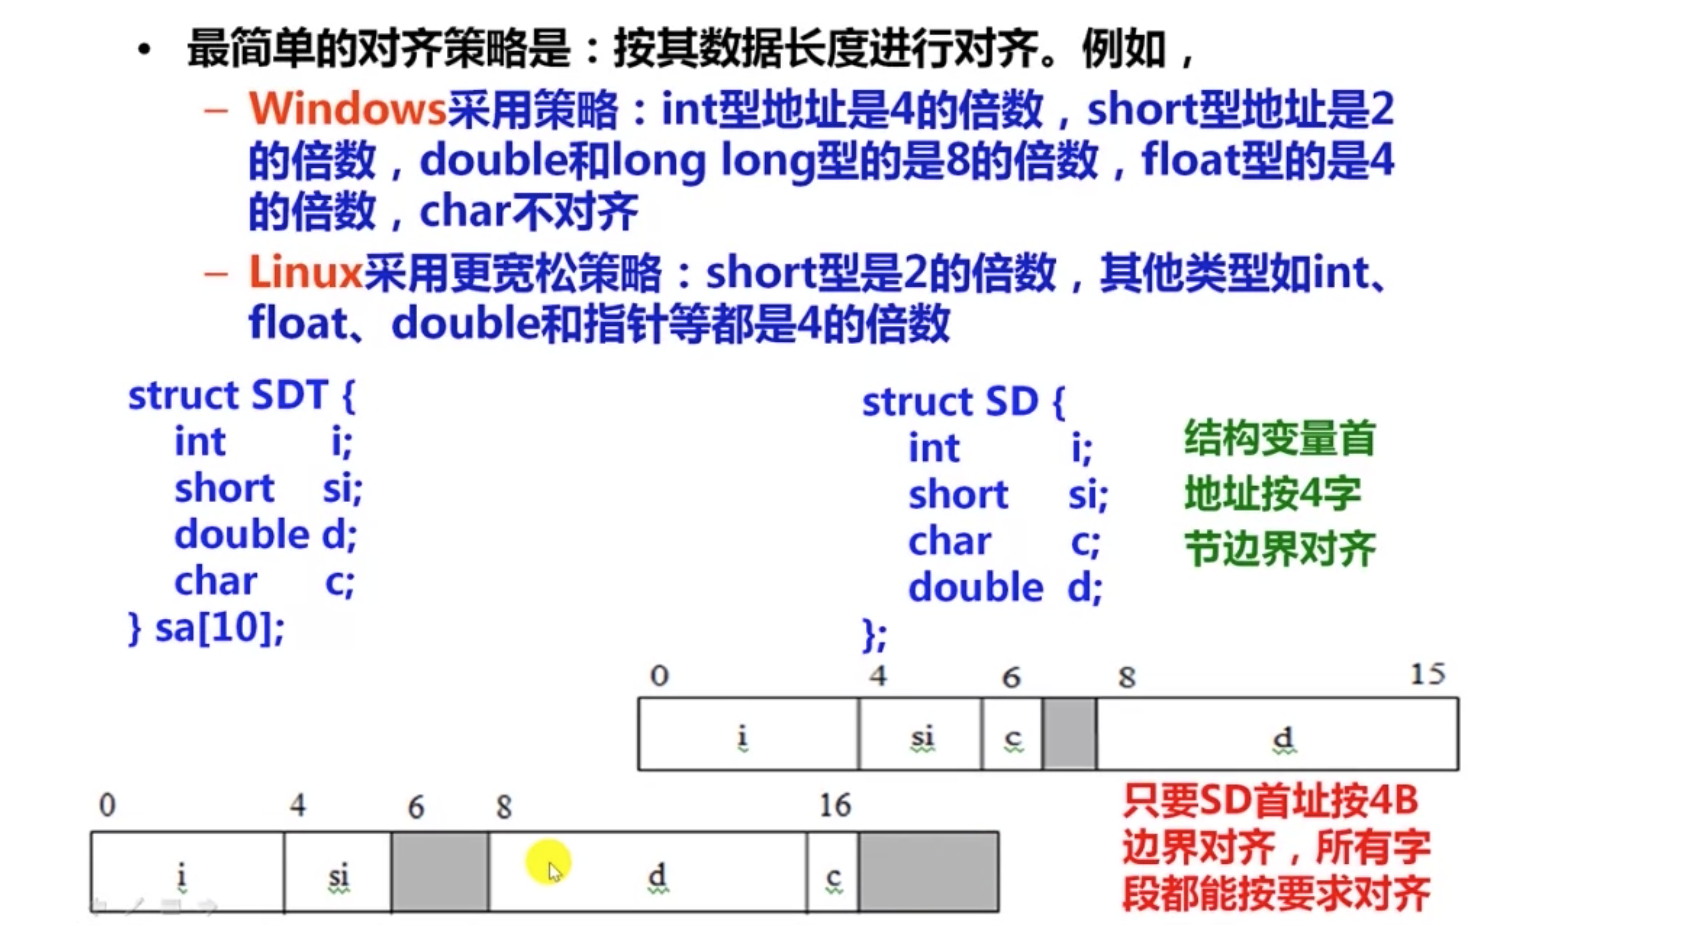 • 最简单的对齐策略是：按其数据长度进行对齐。例如，
– Windows采用策略：int型地址是4的倍数，short型地址是2
的倍数，double和long long型的是8的倍数，float型的是4
的倍数，char不对齐
– Linux采用更宽松策略：short型是2的倍数，其他类型如int、
float、double和指针等都是4的倍数
struct SDT {
int i;
short si;
double d;
char c;
} sa[10];
struct SD {
int i;
short si;
char c;
double d;
};
结构变量首
地址按4字
节边界对齐
0 4 6 8 15
i si c d
0 4 6 8 16
i si d c
只要SD首址按4B
边界对齐，所有字
段都能按要求对齐